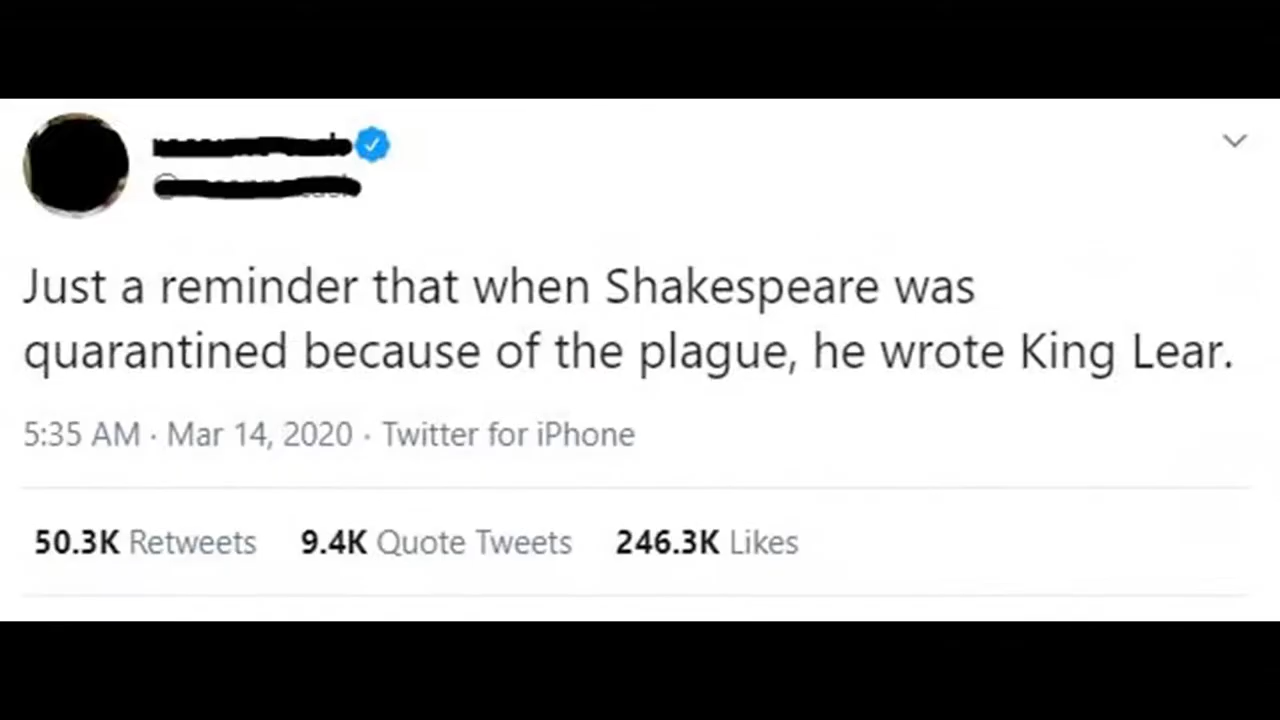 Just a reminder that when Shakespeare was
quarantined because of the plague, he wrote King Lear.
5:35 AM · Mar 14, 2020 · Twitter for iPhone
50.3K Retweets 9.4K Quote Tweets 246.3K Likes